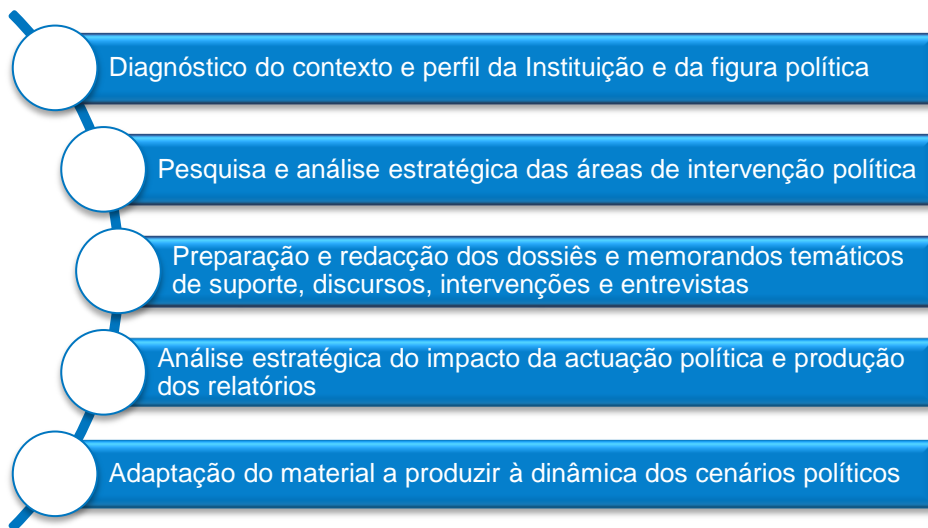 Diagnóstico do contexto e perfil da Instituição e da figura política
Pesquisa e análise estratégica das áreas de intervenção política
Preparação e redacção dos dossiês e memorandos temáticos
de suporte, discursos, intervenções e entrevistas
Análise estratégica do impacto da actuação política e produção
dos relatórios
Adaptação do material a produzir à dinâmica dos cenários políticos